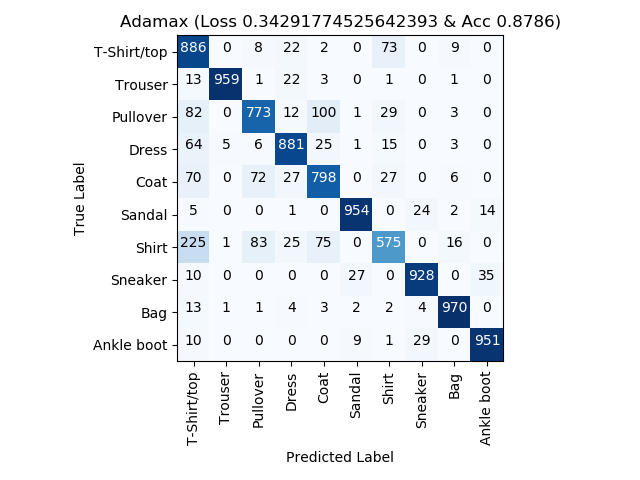 Adamax (Loss 0.34291774525642393 & Acc 0.8786)
True Label
T-Shirt/top 886 0 8 22 2 0 73 0 9 0
Trouser 13 959 1 22 3 0 1 0 1 0
Pullover 82 0 773 12 100 1 29 0 3 0
Dress 64 5 6 881 25 1 15 0 3 0
Coat 70 0 72 27 798 0 27 0 6 0
Sandal 5 0 0 1 0 954 0 24 2 14
Shirt 225 1 83 25 75 0 575 0 16 0
Sneaker 10 0 0 0 0 27 0 928 0 35
Bag 13 1 1 4 3 2 2 4 970 0
Ankle boot 10 0 0 0 0 9 1 29 0 951
T-Shirt/top
Trouser
Pullover
Dress
Coat
Sandal
Shirt
Sneaker
Bag
Ankle boot
Predicted Label